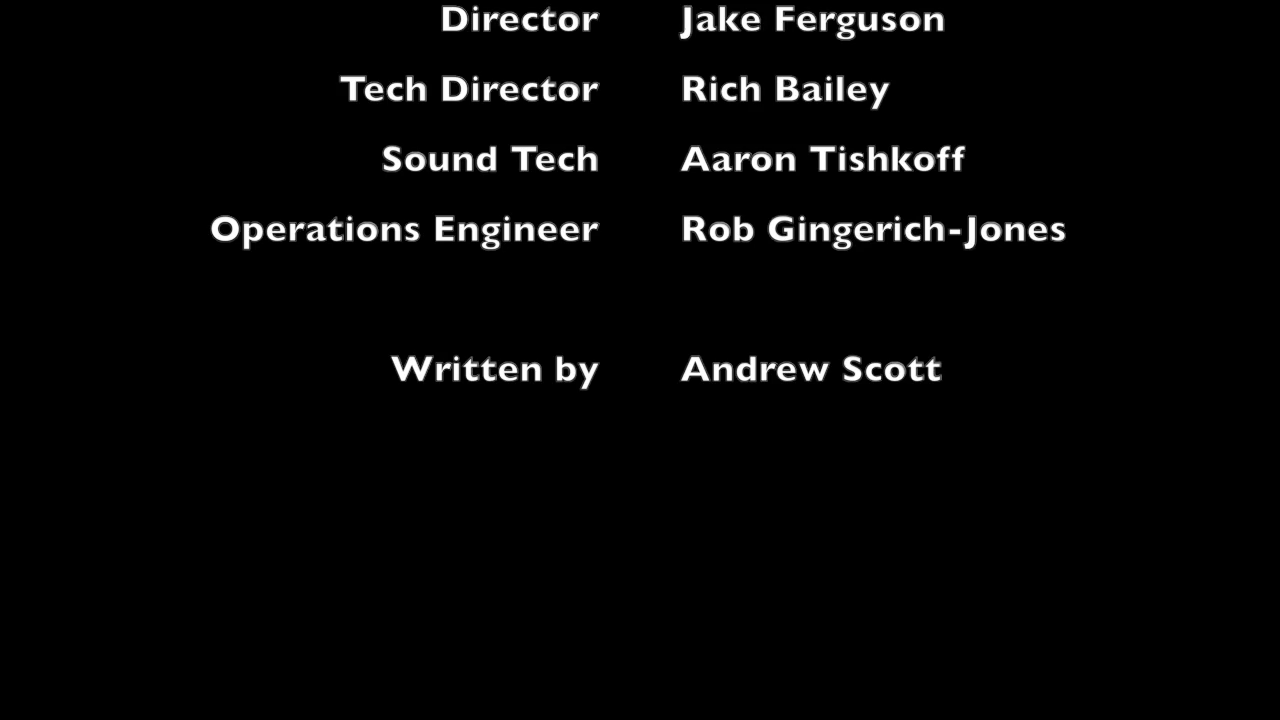 Director Jake Ferguson
Tech Director Rich Bailey
Sound Tech Aaron Tishkoff
Operations Engineer Rob Gingerich-Jones
Written by Andrew Scott